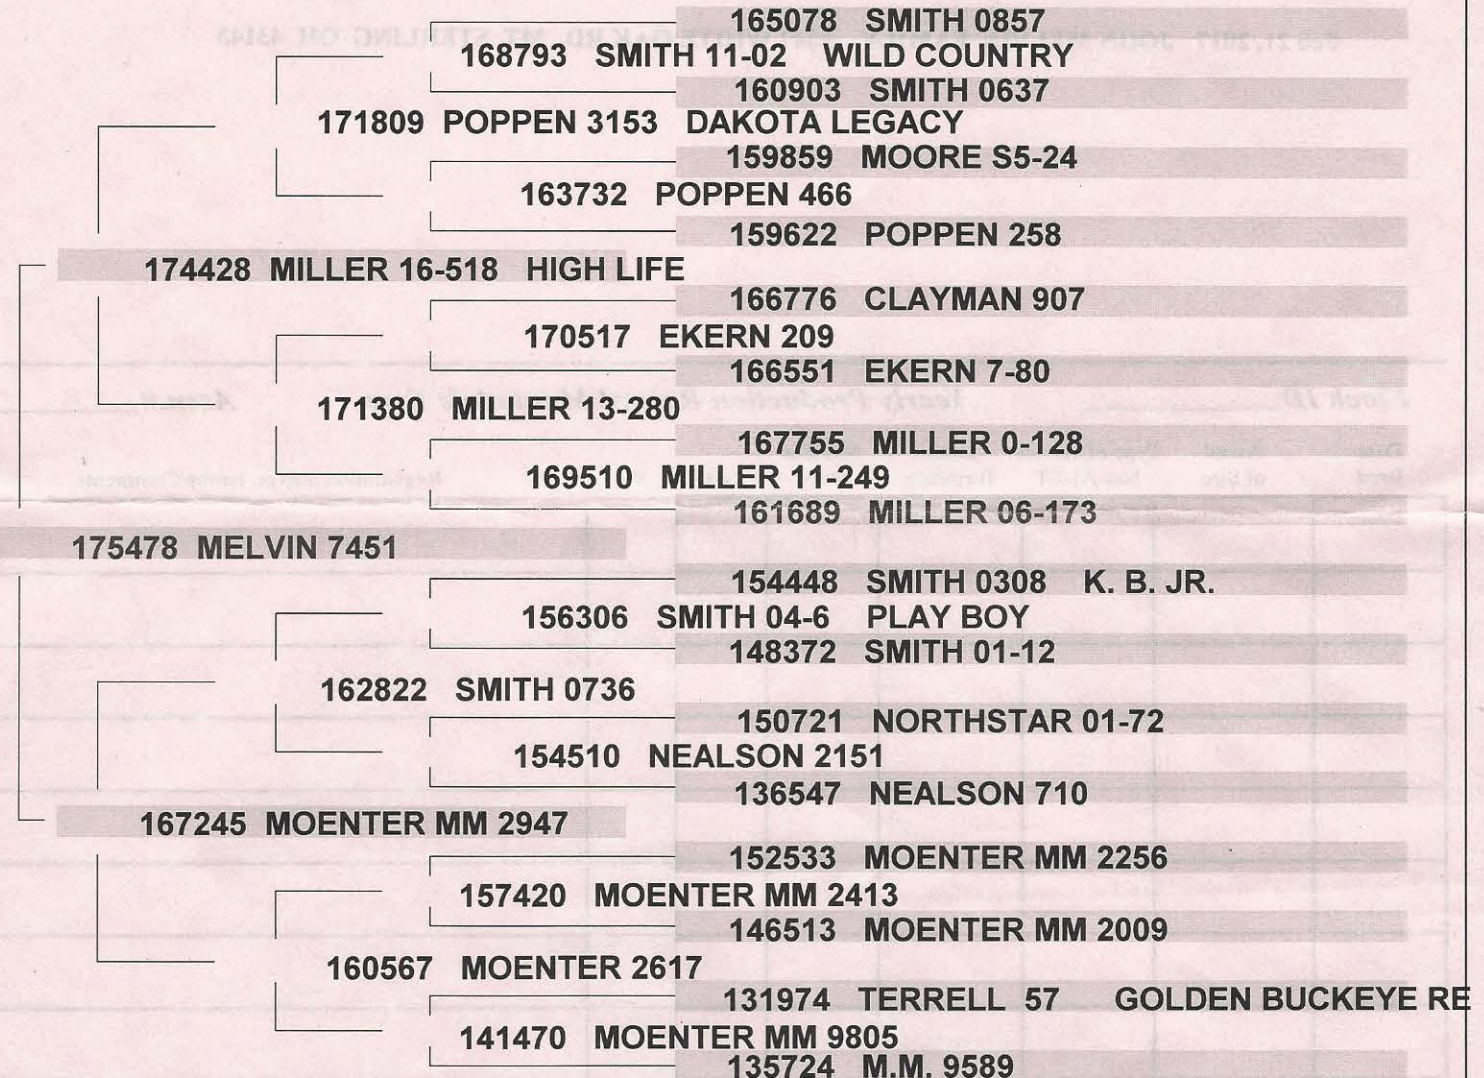 165078 SMITH 0857
168793 SMITH 11-02 WILD COUNTRY
160903 SMITH 0637
171809 POPPEN 3153 DAKOTA LEGACY
159859 MOORE S5-24
163732 POPPEN 466
159622 POPPEN 258
174428 MILLER 16-518 HIGH LIFE
166776 CLAYMAN 907
170517 EKERN 209
166551 EKERN 7-80
171380 MILLER 13-280
167755 MILLER 0-128
169510 MILLER 11-249
161689 MILLER 06-173
175478 MELVIN 7451
154448 SMITH 0308 K. B. JR.
156306 SMITH 04-6 PLAY BOY
148372 SMITH 01-12
162822 SMITH 0736
150721 NORTHSTAR 01-72
154510 NEALSON 2151
136547 NEALSON 710
167245 MOENTER MM 2947
152533 MOENTER MM 2256
157420 MOENTER MM 2413
146513 MOENTER MM 2009
160567 MOENTER 2617
131974 TERRELL 57 GOLDEN BUCKEYE RE
141470 MOENTER MM 9805
135724 M.M. 9589